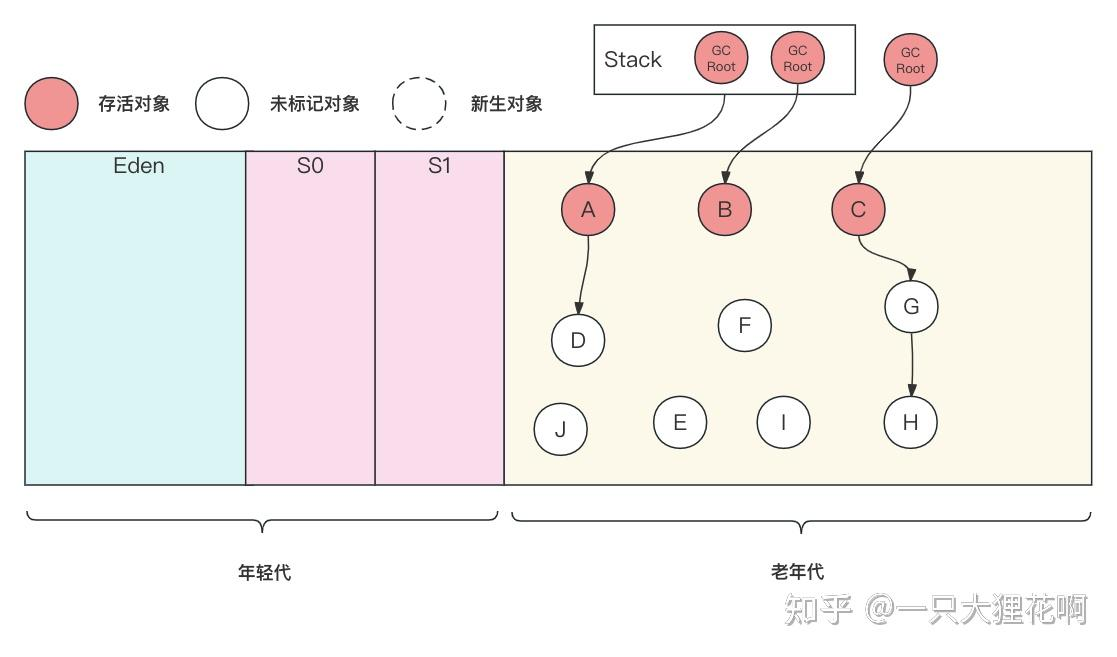 Stack
GC
Root
GC
Root
GC
Root
存活对象
未标记对象
新生对象
Eden
S0
S1
A
B
C
D
F
G
J
E
I
H
年轻代
老年代
知乎 @一只大狸花啊